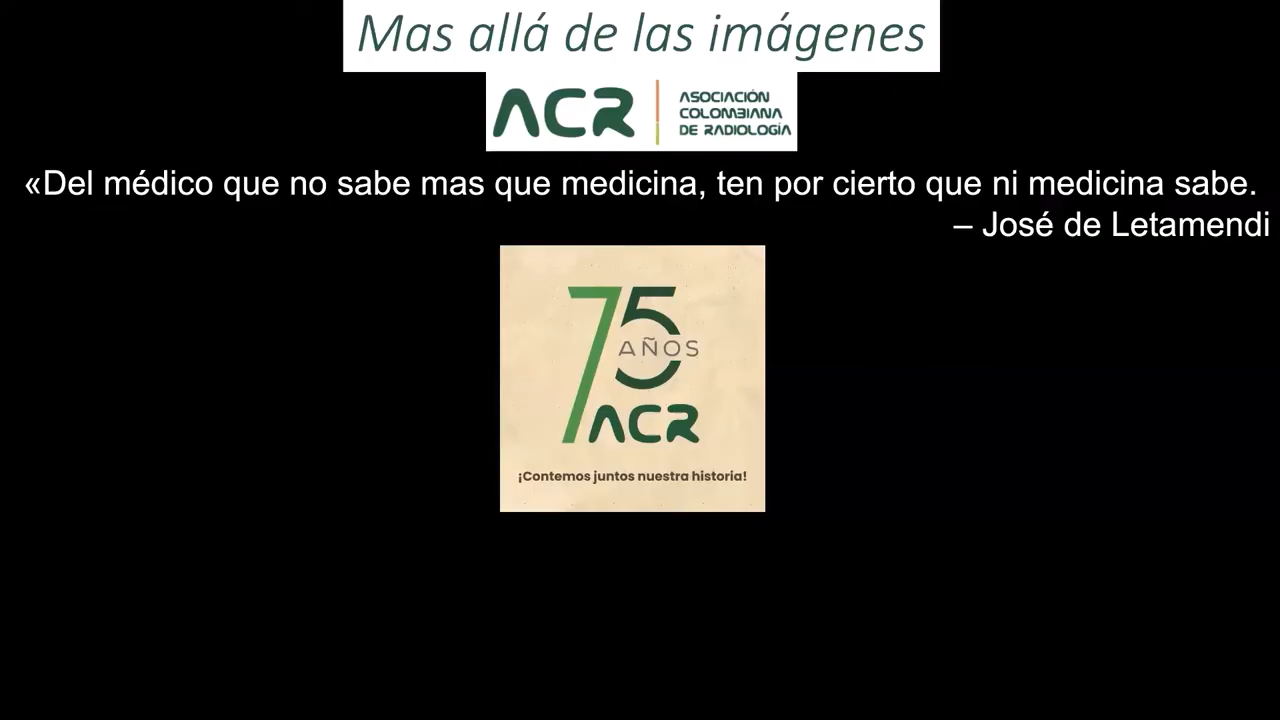 Mas allá de las imágenes
ACR
ASOCIACIÓN
COLOMBIANA
DE RADIOLOGÍA
«Del médico que no sabe mas que medicina, ten por cierto que ni medicina sabe.
– José de Letamendi
75
AÑOS
ACR
¡Contemos juntos nuestra historia!